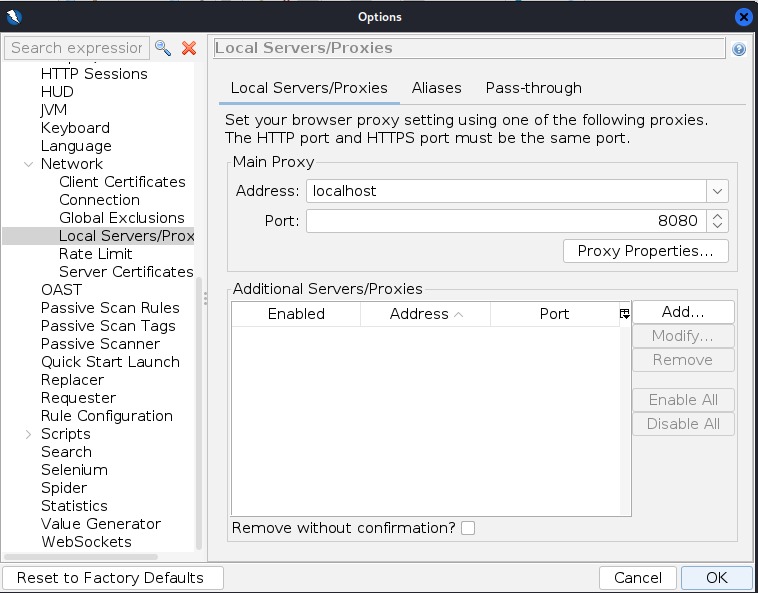 Options
Search expression
HTTP Sessions
HUD
JVM
Keyboard
Language
Network
Client Certificates
Connection
Global Exclusions
Local Servers/Prox
Rate Limit
Server Certificates
OAST
Passive Scan Rules
Passive Scan Tags
Passive Scanner
Quick Start Launch
Replacer
Requester
Rule Configuration
Scripts
Search
Selenium
Spider
Statistics
Value Generator
WebSockets
Local Servers/Proxies
Local Servers/Proxies Aliases Pass-through
Set your browser proxy setting using one of the following proxies.
The HTTP port and HTTPS port must be the same port.
Main Proxy
Address: localhost
Port: 8080
Proxy Properties...
Additional Servers/Proxies
Enabled Address Port
Add...
Modify...
Remove
Enable All
Disable All
Remove without confirmation?
Reset to Factory Defaults Cancel OK